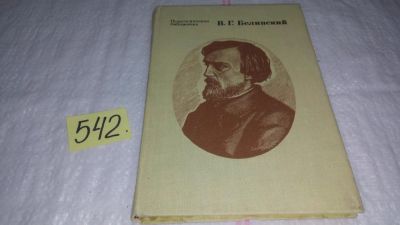 Педагогическая
библиотека
В. Г. Белинский
542.